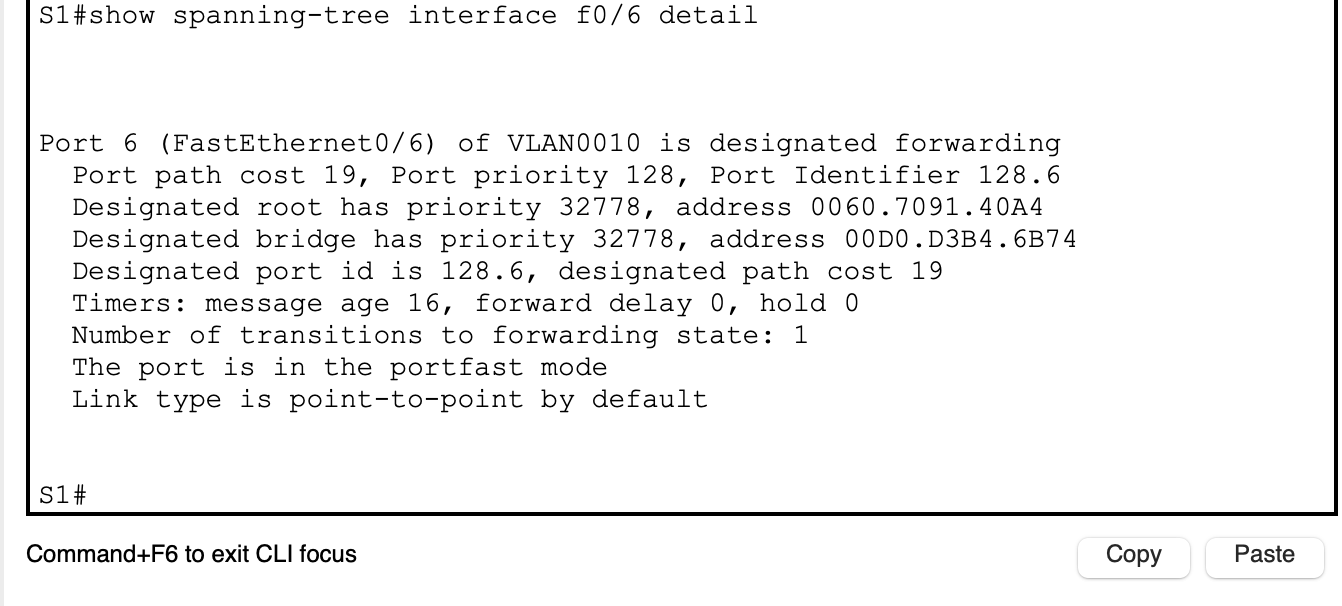 S1#show spanning-tree interface f0/6 detail
Port 6 (FastEthernet0/6) of VLAN0010 is designated forwarding
Port path cost 19, Port priority 128, Port Identifier 128.6
Designated root has priority 32778, address 0060.7091.40A4
Designated bridge has priority 32778, address 00D0.D3B4.6B74
Designated port id is 128.6, designated path cost 19
Timers: message age 16, forward delay 0, hold 0
Number of transitions to forwarding state: 1
The port is in the portfast mode
Link type is point-to-point by default
S1#
Command+F6 to exit CLI focus
Copy
Paste